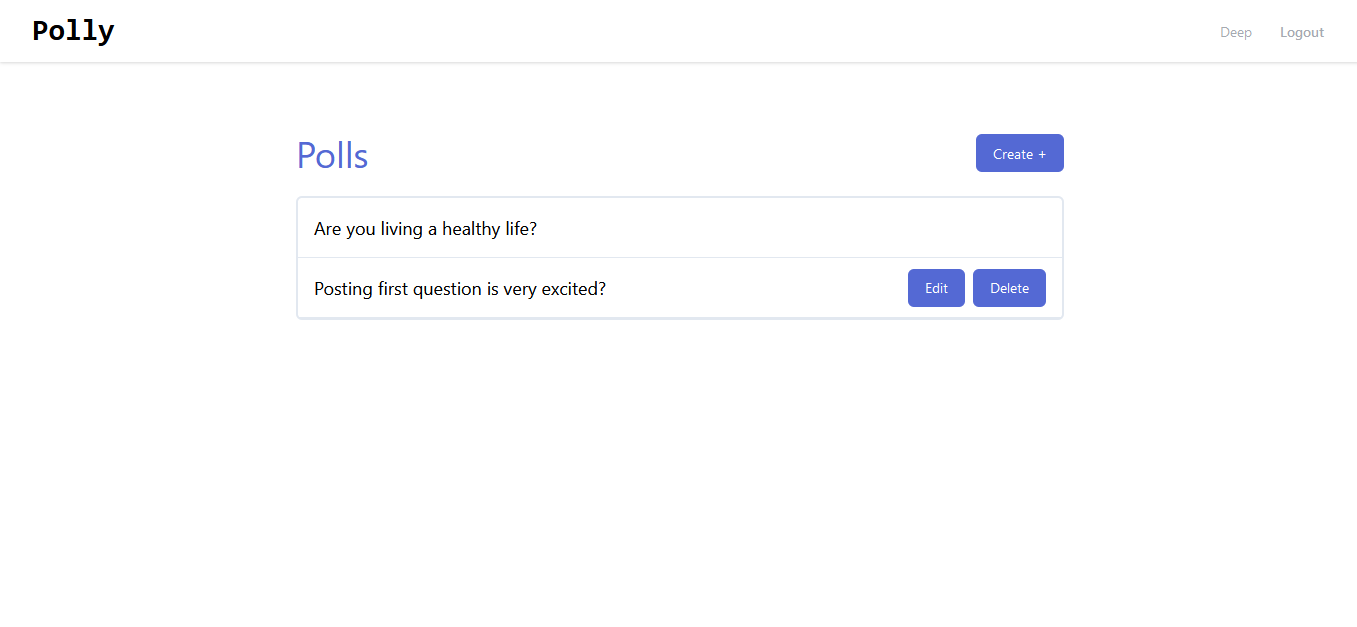 Polly
Deep Logout
Polls
Create +
Are you living a healthy life?
Posting first question is very excited?
Edit Delete